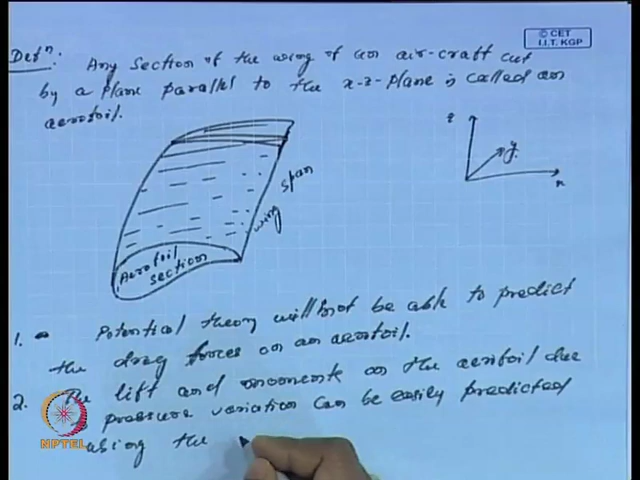 © CET
I.I.T. KGP
Defⁿ: Any section of the wing of an air-craft cut
by a plane parallel to the x-z-plane is called an
aerofoil.
z
y
x
span
wing
Aerofoil
section
1. Potential theory will not be able to predict
the drag forces on an aerofoil.
2. The lift and moments on the aerofoil due
pressure variation can be easily predicted
using the
NPTEL